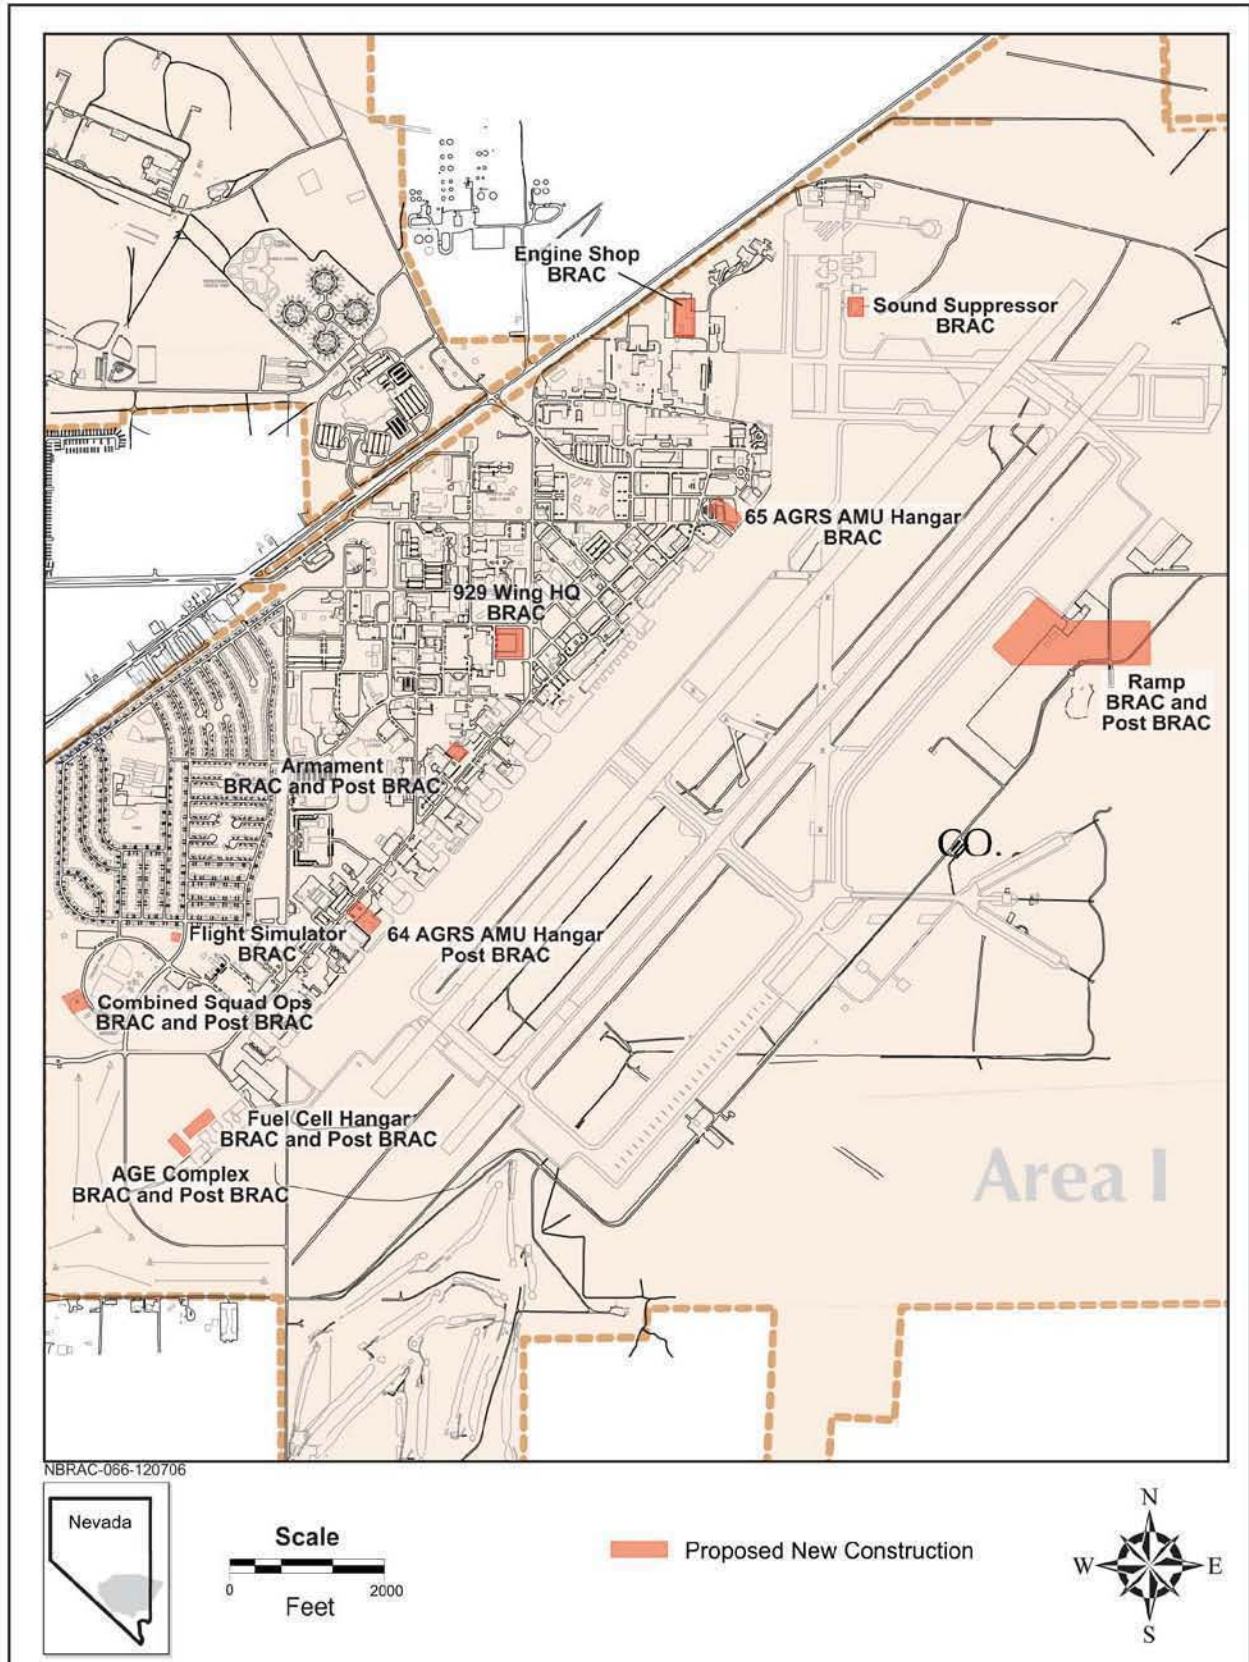 Engine Shop
BRAC
Sound Suppressor
BRAC
65 AGRS AMU Hangar
BRAC
929 Wing HQ
BRAC
Ramp
BRAC and
Post BRAC
Armament
BRAC and Post BRAC
CO.
Flight Simulator
BRAC
64 AGRS AMU Hangar
Post BRAC
Combined Squad Ops
BRAC and Post BRAC
Fuel Cell Hangar
BRAC and Post BRAC
AGE Complex
BRAC and Post BRAC
Area I
NBRAC-066-120706
Nevada
Scale
0 2000
Feet
Proposed New Construction
N
W E
S